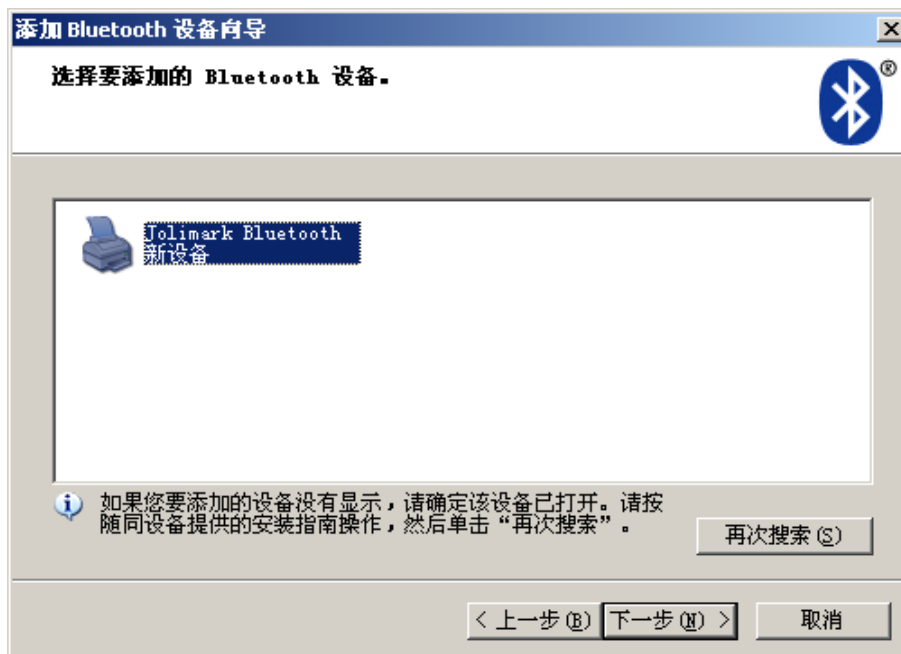 添加 Bluetooth 设备向导
选择要添加的 Bluetooth 设备。
®
Jolimark Bluetooth
新设备
如果您要添加的设备没有显示，请确定该设备已打开。请按
随同设备提供的安装指南操作，然后单击“再次搜索”。
再次搜索(S)
< 上一步(B)
下一步(N) >
取消